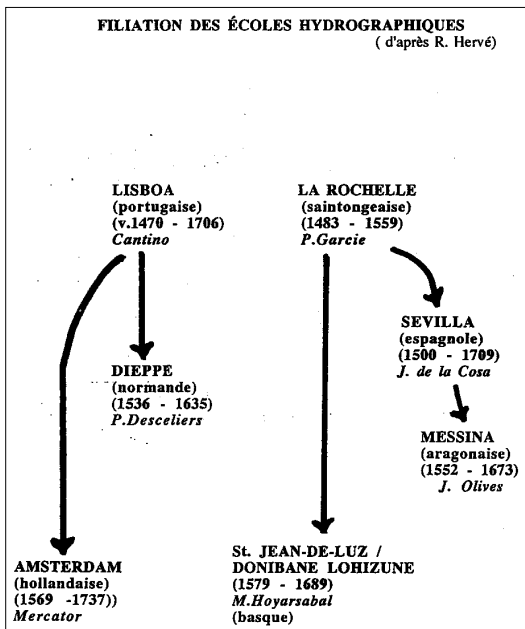 FILIATION DES ÉCOLES HYDROGRAPHIQUES
( d'après R. Hervé)
LISBOA
(portugaise)
(v.1470 - 1706)
Cantino
LA ROCHELLE
(saintongeaise)
(1483 - 1559)
P.Garcie
SEVILLA
(espagnole)
(1500 - 1709)
J. de la Cosa
DIEPPE
(normande)
(1536 - 1635)
P.Desceliers
MESSINA
(aragonaise)
(1552 - 1673)
J. Olives
AMSTERDAM
(hollandaise)
(1569 -1737))
Mercator
St. JEAN-DE-LUZ /
DONIBANE LOHIZUNE
(1579 - 1689)
M.Hoyarsabal
(basque)